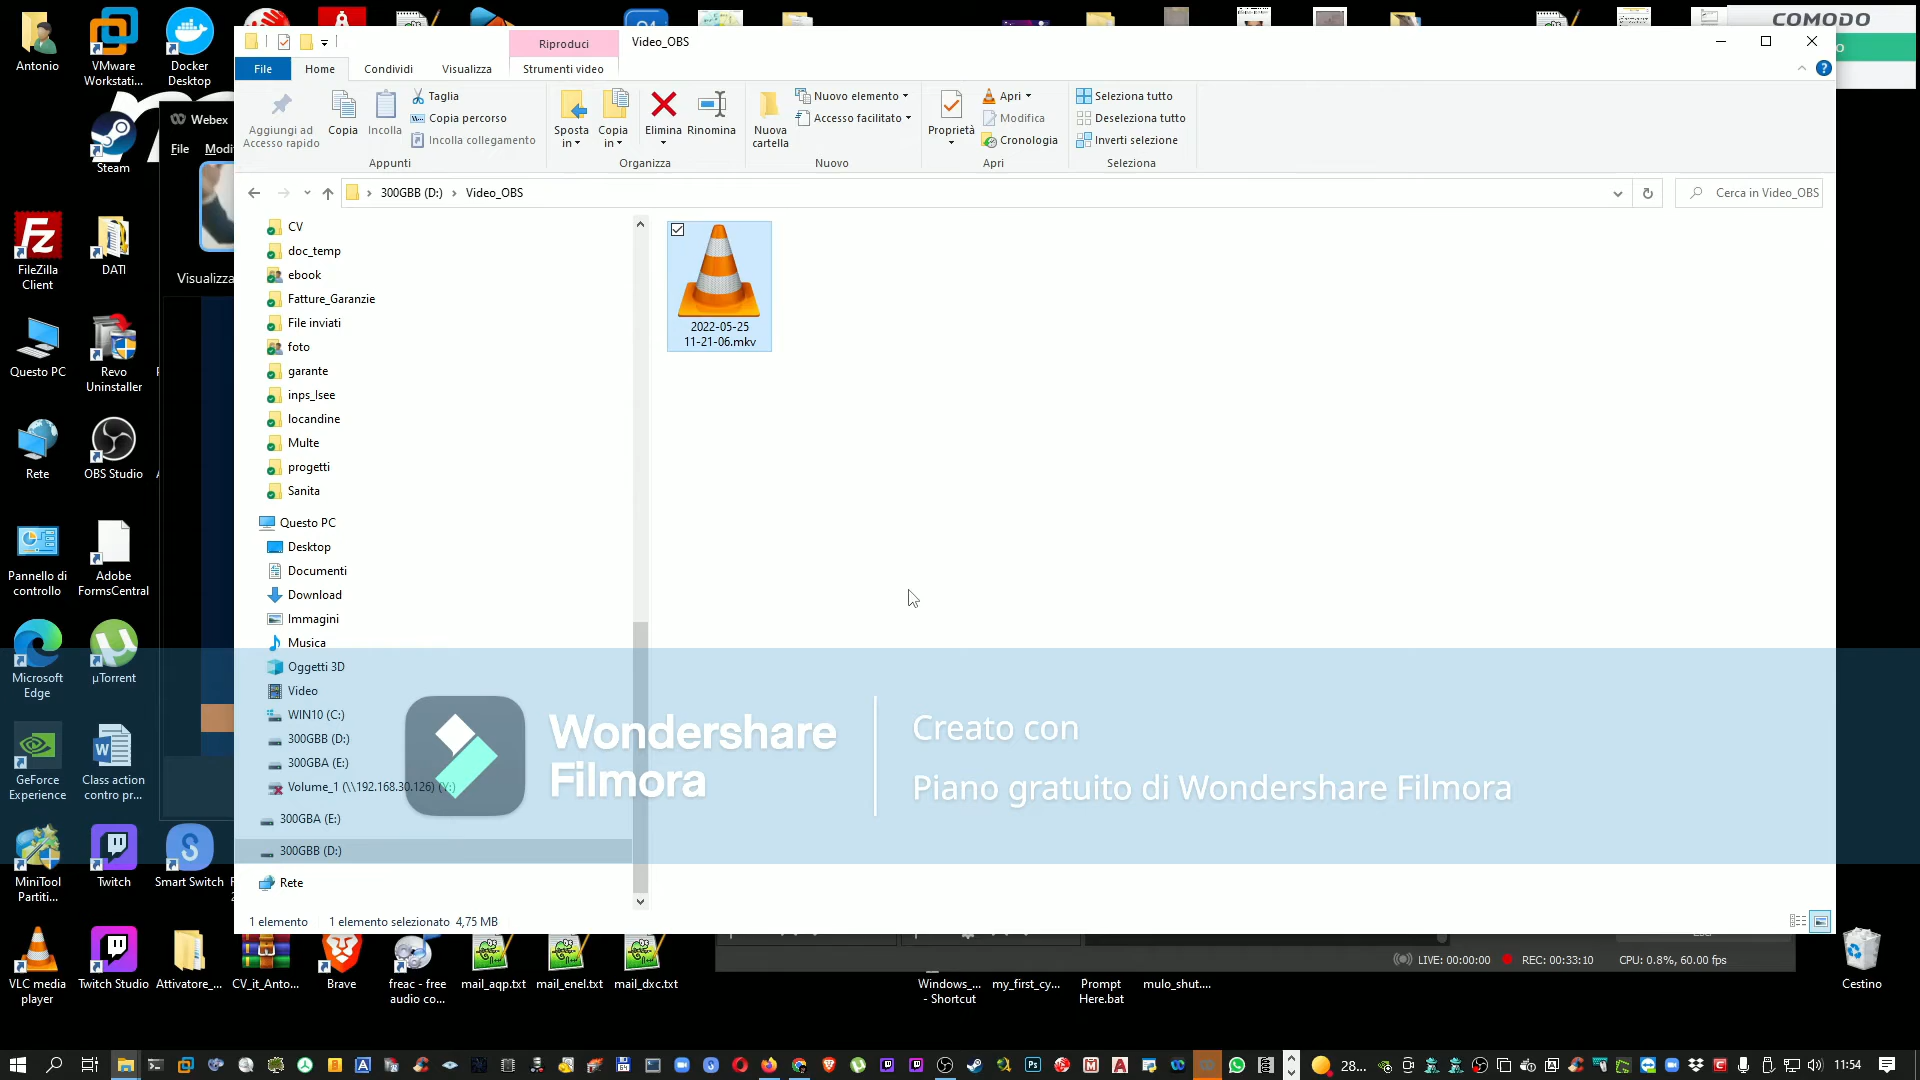 Antonio
VMware
Workstati...
Docker
Desktop
Steam
FileZilla
Client
DATI
Questo PC
Revo
Uninstaller
Rete
OBS Studio
Pannello di
controllo
Adobe
FormsCentral
Microsoft
Edge
µTorrent
GeForce
Experience
Class action
contro pr...
MiniTool
Partiti...
Twitch
Smart Switch
VLC media
player
Twitch Studio
Attivatore_...
CV_it_Anto...
Brave
freac - free
audio co...
mail_aqp.txt
mail_enel.txt
mail_dxc.txt
Windows_...
- Shortcut
my_first_cy...
Prompt
Here.bat
mulo_shut....
Cestino
COMODO
Webex
File
Modi
Visualizza
Riproduci
Video_OBS
File
Home
Condividi
Visualizza
Strumenti video
Aggiungi ad
Accesso rapido
Copia
Incolla
Taglia
Copia percorso
Incolla collegamento
Appunti
Sposta
in
Copia
in
Elimina
Rinomina
Organizza
Nuova
cartella
Nuovo elemento
Accesso facilitato
Nuovo
Proprietà
Apri
Modifica
Cronologia
Apri
Seleziona tutto
Deseleziona tutto
Inverti selezione
Seleziona
300GBB (D:) > Video_OBS
Cerca in Video_OBS
CV
doc_temp
ebook
Fatture_Garanzie
File inviati
foto
garante
inps_Isee
locandine
Multe
progetti
Sanita
Questo PC
Desktop
Documenti
Download
Immagini
Musica
Oggetti 3D
Video
WIN10 (C:)
300GBB (D:)
300GBA (E:)
Volume_1 (\\192.168.30.126) (Y:)
300GBA (E:)
300GBB (D:)
Rete
2022-05-25
11-21-06.mkv
Wondershare
Filmora
Creato con
Piano gratuito di Wondershare Filmora
1 elemento
1 elemento selezionato 4,75 MB
LIVE: 00:00:00
REC: 00:33:10
CPU: 0.8%, 60.00 fps
28...
11:54